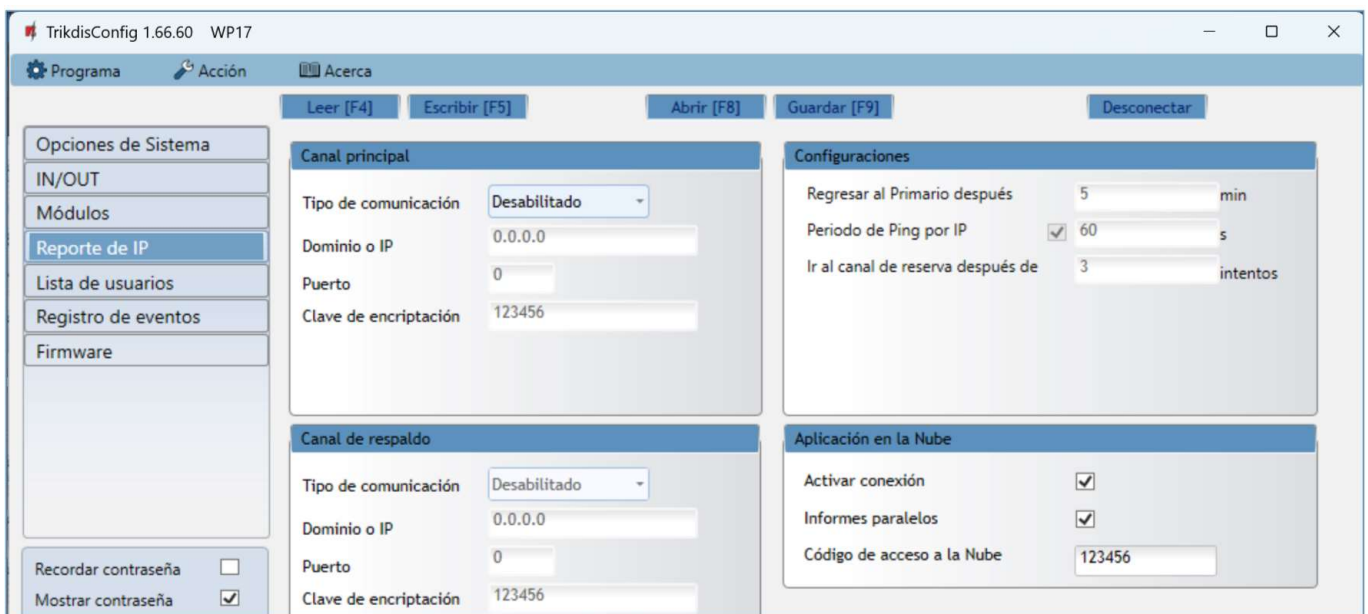 TrikdisConfig 1.66.60 WP17
Programa Acción Acerca
Leer [F4] Escribir [F5] Abrir [F8] Guardar [F9] Desconectar
Opciones de Sistema
IN/OUT
Módulos
Reporte de IP
Lista de usuarios
Registro de eventos
Firmware
Recordar contraseña
Mostrar contraseña
Canal principal
Tipo de comunicación Desabilitado
Dominio o IP 0.0.0.0
Puerto 0
Clave de encriptación 123456
Canal de respaldo
Tipo de comunicación Desabilitado
Dominio o IP 0.0.0.0
Puerto 0
Clave de encriptación 123456
Configuraciones
Regresar al Primario después 5 min
Periodo de Ping por IP 60 s
Ir al canal de reserva después de 3 intentos
Aplicación en la Nube
Activar conexión
Informes paralelos
Código de acceso a la Nube 123456